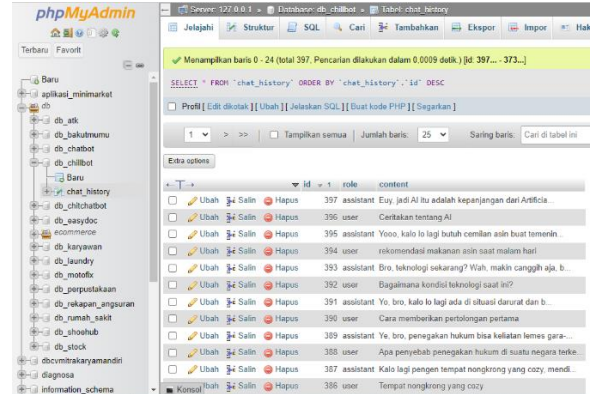 phpMyAdmin
Terbaru Favorit
Baru
aplikasi_minimarket
db
db_atk
db_bakutmumu
db_chatbot
db_chillbot
Baru
chat_history
db_chitchatbot
db_easydoc
ecommerce
db_karyawan
db_laundry
db_motofix
db_perpustakaan
db_rekapan_angsuran
db_rumah_sakit
db_shoehub
db_stock
dbcvmitrakaryamandiri
diagnosa
information_schema
Server: 127.0.0.1 » Database: db_chillbot » Tabel: chat_history
Jelajahi Struktur SQL Cari Tambahkan Ekspor Impor Hak
Menampilkan baris 0 - 24 (total 397, Pencarian dilakukan dalam 0,0009 detik.) [id: 397... - 373...]
SELECT * FROM `chat_history` ORDER BY `chat_history`.`id` DESC
Profil [ Edit dikotak ] [ Ubah ] [ Jelaskan SQL ] [ Buat kode PHP ] [ Segarkan ]
1 > >> Tampilkan semua Jumlah baris: 25 Saring baris: Cari di tabel ini
Extra options
←T→ id 1 role content
Ubah Salin Hapus 397 assistant Euy, jadi AI itu adalah kepanjangan dari Artificia...
Ubah Salin Hapus 396 user Ceritakan tentang AI
Ubah Salin Hapus 395 assistant Yooo, kalo lo lagi butuh cemilan asin buat temenin...
Ubah Salin Hapus 394 user rekomendasi makanan asin saat malam hari
Ubah Salin Hapus 393 assistant Bro, teknologi sekarang? Wah, makin canggih aja, b...
Ubah Salin Hapus 392 user Bagaimana kondisi teknologi saat ini?
Ubah Salin Hapus 391 assistant Yo, bro, kalo lo lagi ada di situasi darurat dan b...
Ubah Salin Hapus 390 user Cara memberikan pertolongan pertama
Ubah Salin Hapus 389 assistant Ye, bro, penegakan hukum bisa keliatan lemes gara-...
Ubah Salin Hapus 388 user Apa penyebab penegakan hukum di suatu negara terke...
Ubah Salin Hapus 387 assistant Kalo lagi pengen tempat nongkrong yang cozy, mendi...
Konsol Ubah Salin Hapus 386 user Tempat nongkrong yang cozy